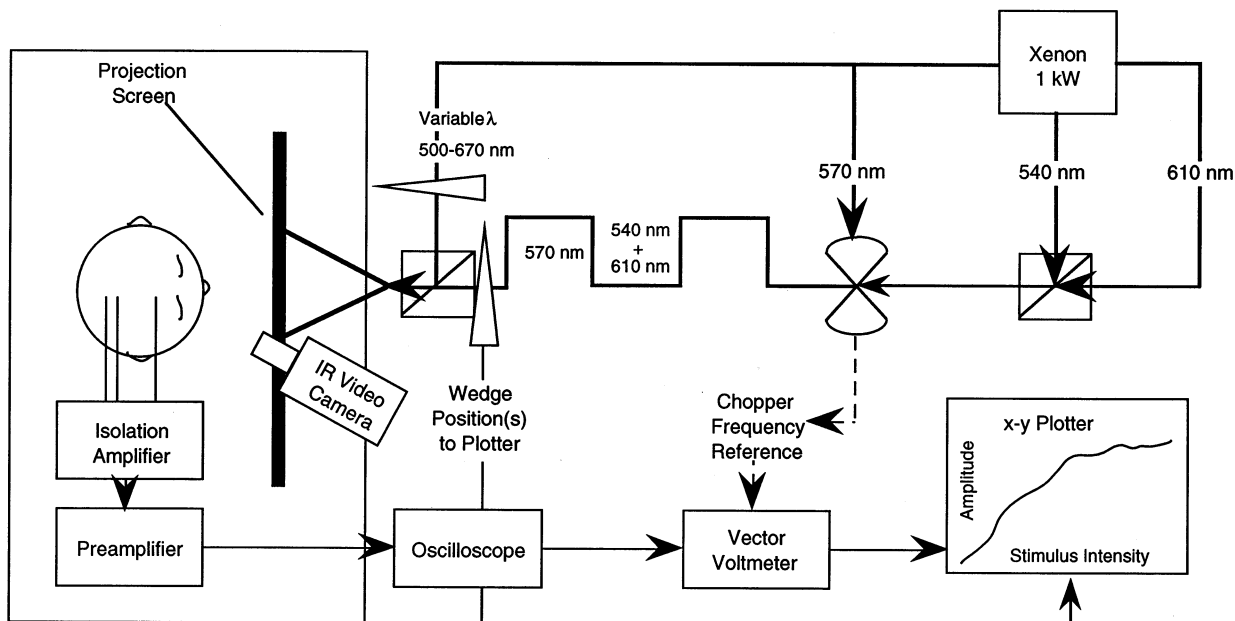 Projection
Screen
Variable λ
500-670 nm
Xenon
1 kW
570 nm
540 nm
610 nm
570 nm
540 nm
+
610 nm
IR Video
Camera
Isolation
Amplifier
Preamplifier
Wedge
Position(s)
to Plotter
Oscilloscope
Chopper
Frequency
Reference
Vector
Voltmeter
x-y Plotter
Amplitude
Stimulus Intensity